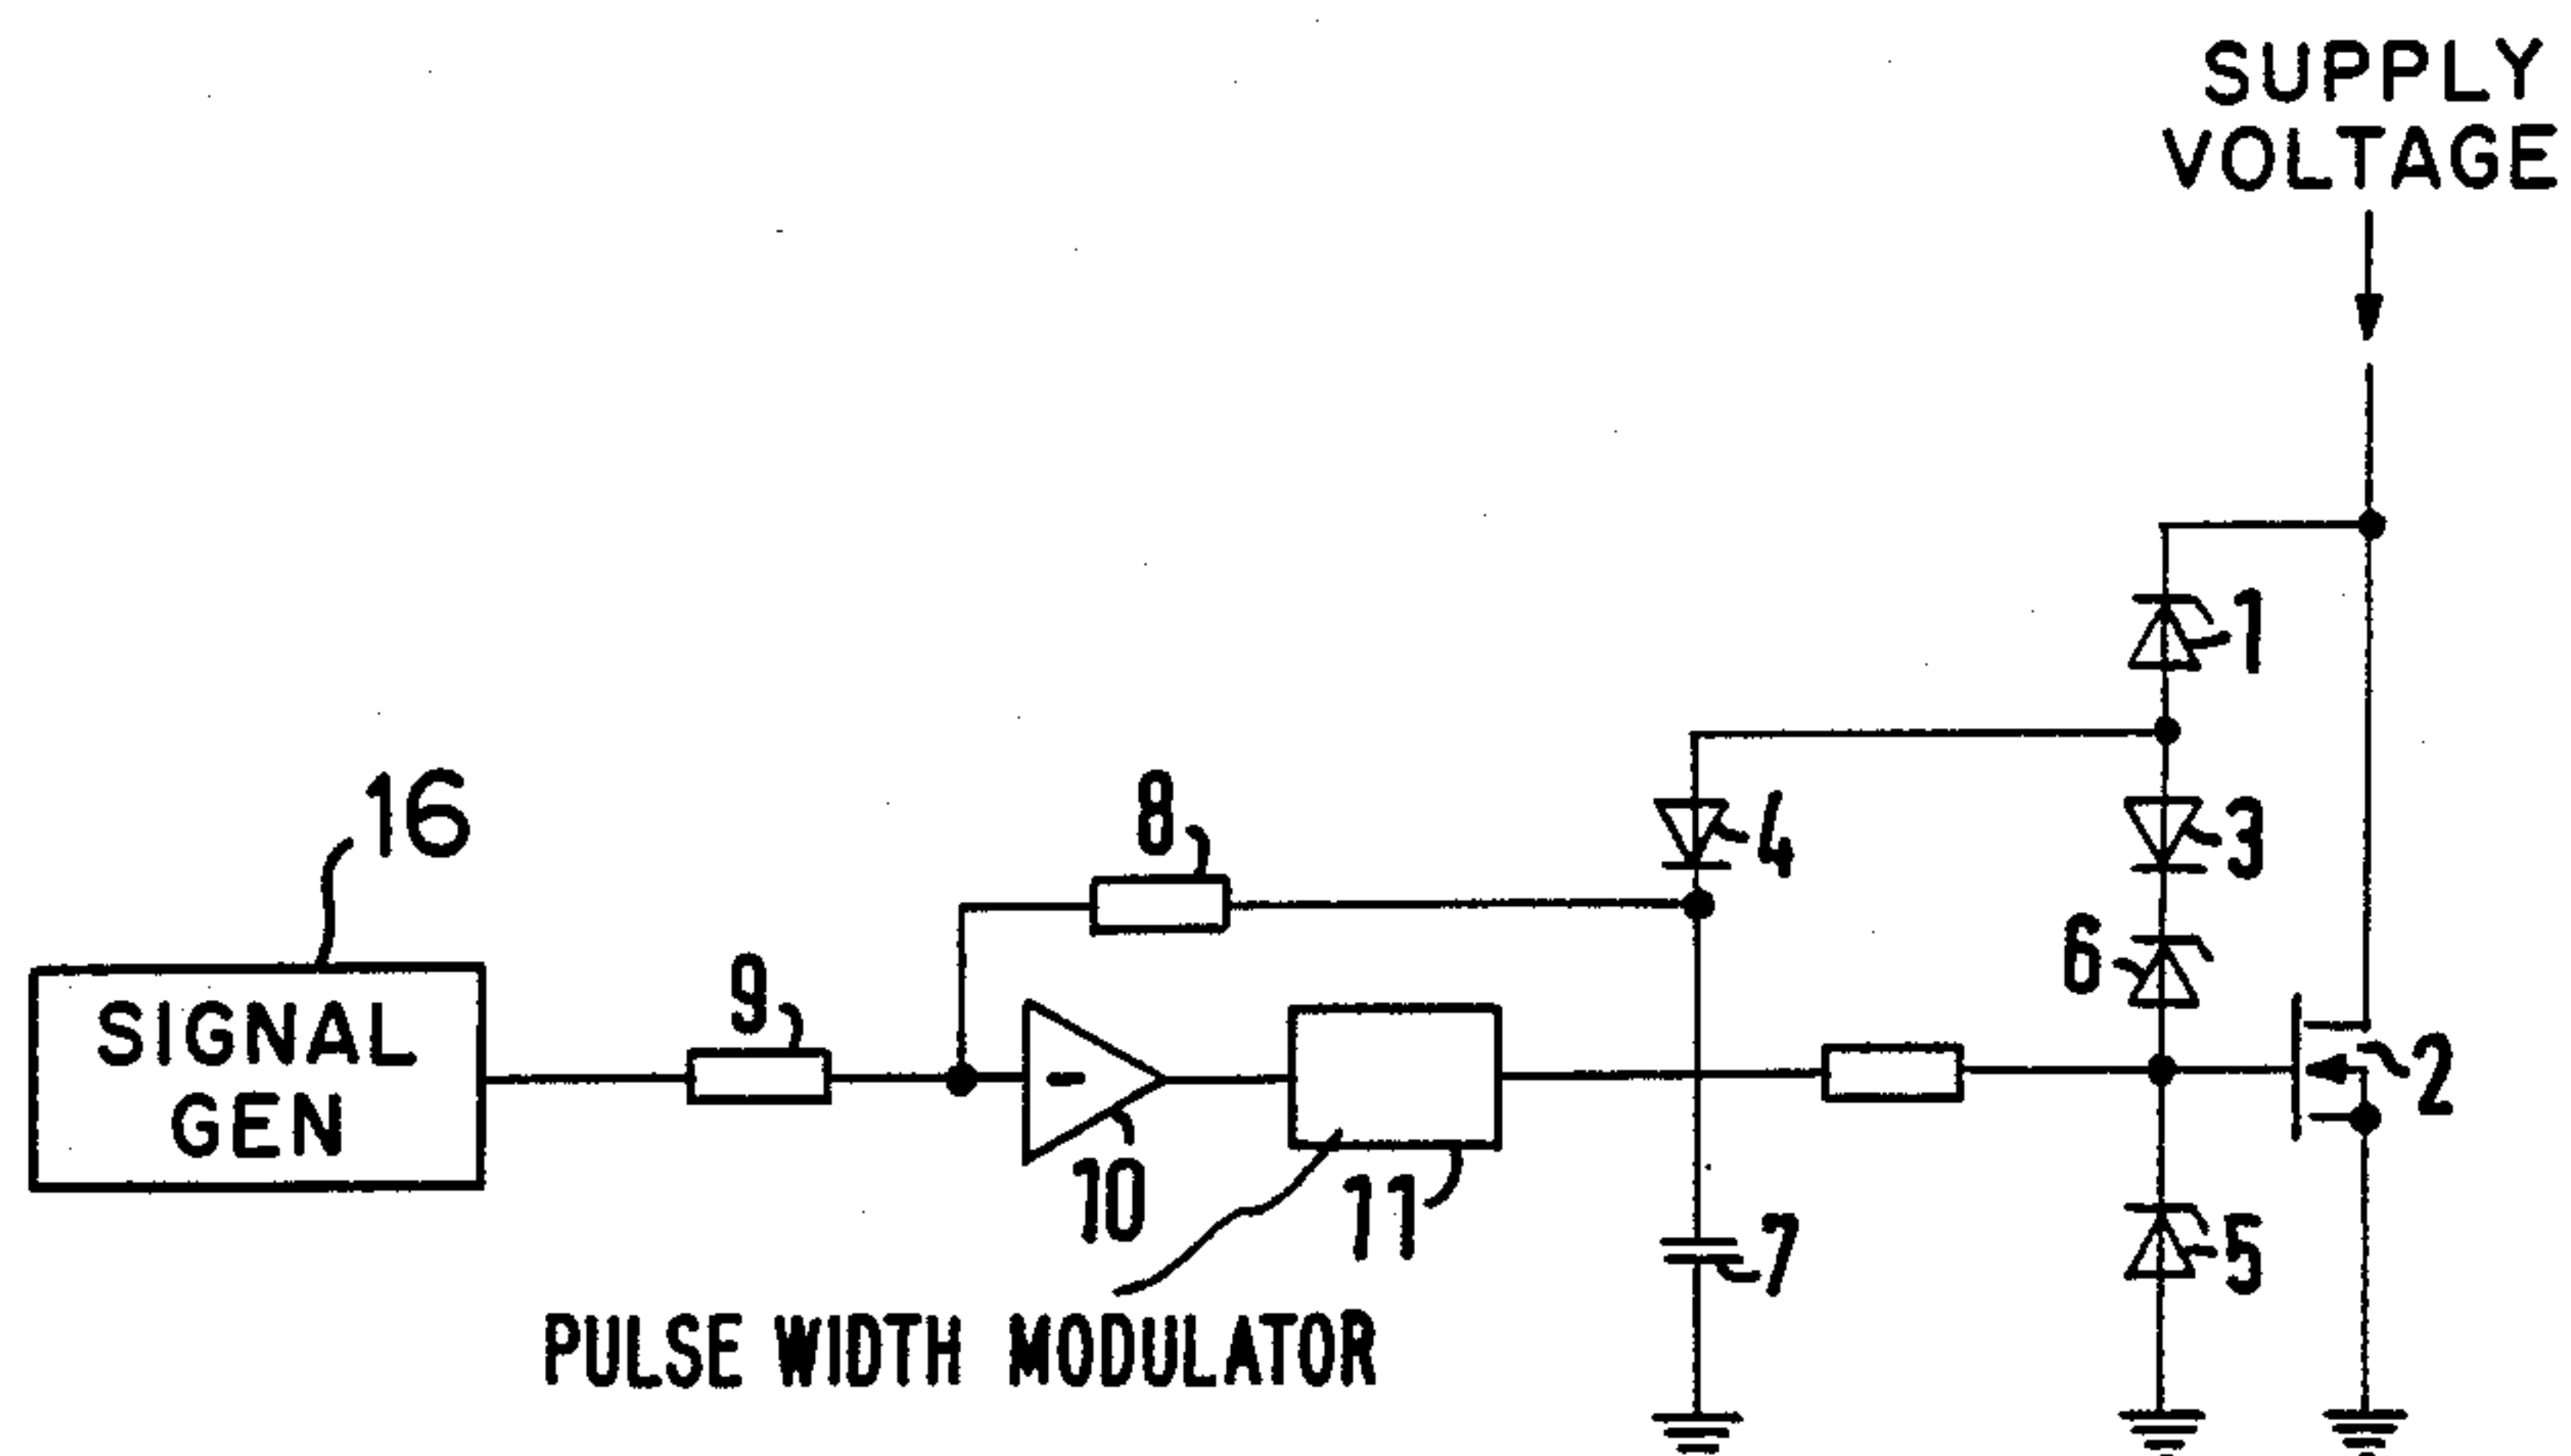 SUPPLY
VOLTAGE
1
16
8
4
3
9
6
SIGNAL
GEN
2
10
11
7
5
PULSE WIDTH MODULATOR